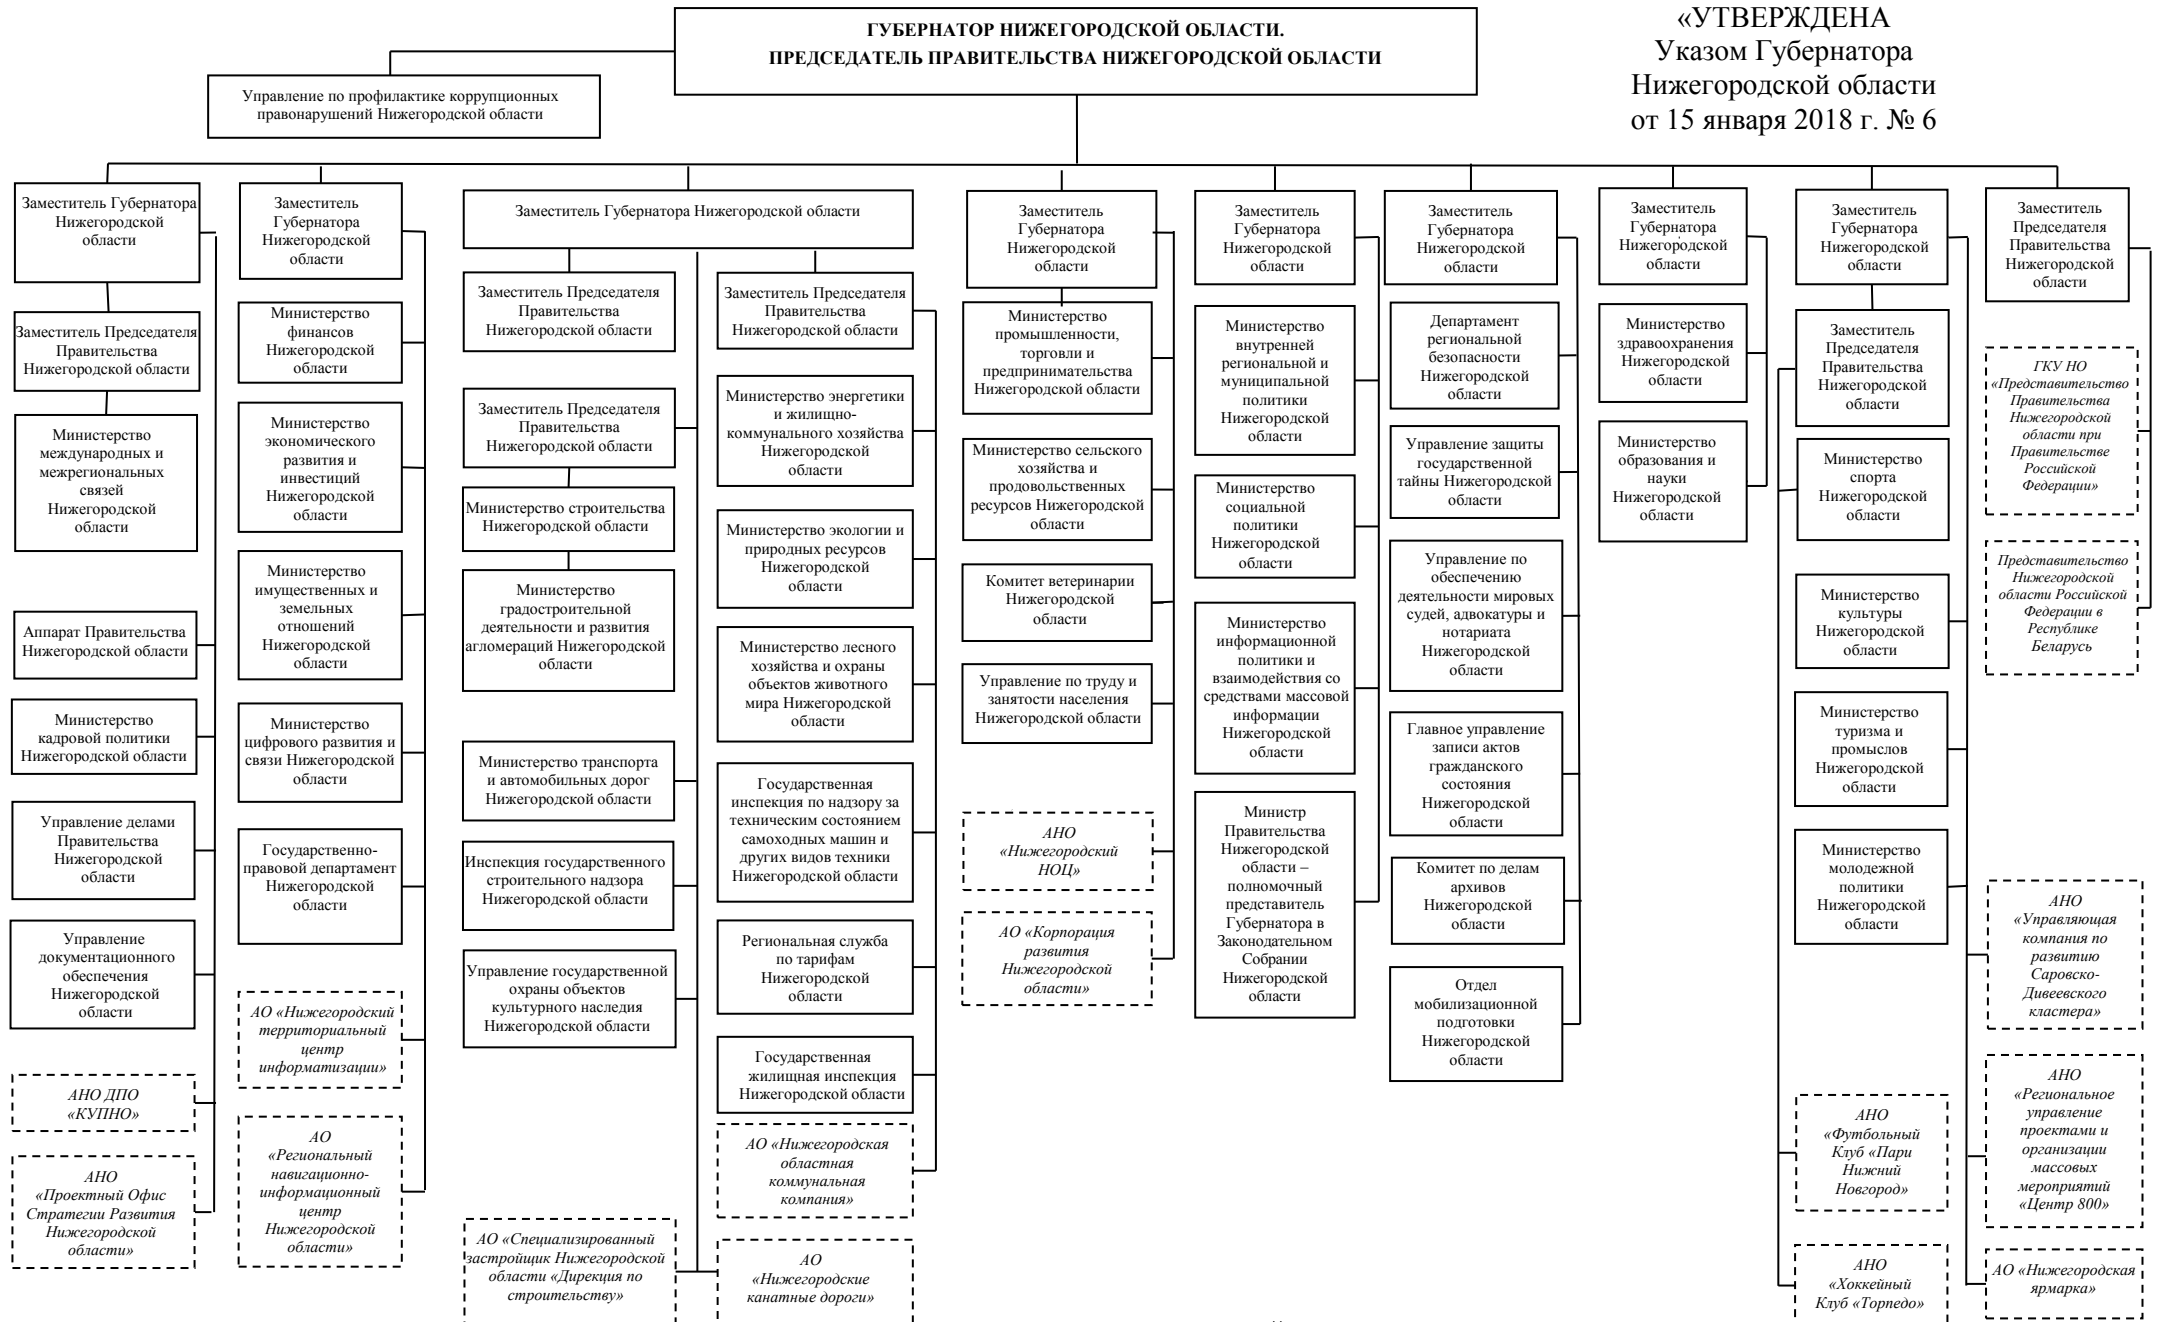 ГУБЕРНАТОР НИЖЕГОРОДСКОЙ ОБЛАСТИ.
ПРЕДСЕДАТЕЛЬ ПРАВИТЕЛЬСТВА НИЖЕГОРОДСКОЙ ОБЛАСТИ
«УТВЕРЖДЕНА
Указом Губернатора
Нижегородской области
от 15 января 2018 г. № 6
Управление по профилактике коррупционных
правонарушений Нижегородской области
Заместитель Губернатора
Нижегородской
области
Заместитель Председателя
Правительства
Нижегородской области
Министерство
международных и
межрегиональных
связей
Нижегородской
области
Аппарат Правительства
Нижегородской области
Министерство
кадровой политики
Нижегородской области
Управление делами
Правительства
Нижегородской
области
Управление
документационного
обеспечения
Нижегородской
области
АНО ДПО
«КУПНО»
АНО
«Проектный Офис
Стратегии Развития
Нижегородской
области»
Заместитель
Губернатора
Нижегородской
области
Министерство
финансов
Нижегородской
области
Министерство
экономического
развития и
инвестиций
Нижегородской
области
Министерство
имущественных и
земельных
отношений
Нижегородской
области
Министерство
цифрового развития и
связи Нижегородской
области
Государственно-
правовой департамент
Нижегородской
области
АО «Нижегородский
территориальный
центр
информатизации»
АО
«Региональный
навигационно-
информационный
центр
Нижегородской
области»
Заместитель Губернатора Нижегородской области
Заместитель Председателя
Правительства
Нижегородской области
Заместитель Председателя
Правительства
Нижегородской области
Министерство строительства
Нижегородской области
Министерство
градостроительной
деятельности и развития
агломераций Нижегородской
области
Министерство транспорта
и автомобильных дорог
Нижегородской области
Инспекция государственного
строительного надзора
Нижегородской области
Управление государственной
охраны объектов
культурного наследия
Нижегородской области
АО «Специализированный
застройщик Нижегородской
области «Дирекция по
строительству»
Заместитель Председателя
Правительства
Нижегородской области
Министерство энергетики
и жилищно-
коммунального хозяйства
Нижегородской
области
Министерство экологии и
природных ресурсов
Нижегородской
области
Министерство лесного
хозяйства и охраны
объектов животного
мира Нижегородской
области
Государственная
инспекция по надзору за
техническим состоянием
самоходных машин и
других видов техники
Нижегородской области
Региональная служба
по тарифам
Нижегородской
области
Государственная
жилищная инспекция
Нижегородской области
АО «Нижегородская
областная
коммунальная
компания»
АО
«Нижегородские
канатные дороги»
Заместитель
Губернатора
Нижегородской
области
Министерство
промышленности,
торговли и
предпринимательства
Нижегородской области
Министерство сельского
хозяйства и
продовольственных
ресурсов Нижегородской
области
Комитет ветеринарии
Нижегородской
области
Управление по труду и
занятости населения
Нижегородской области
АНО
«Нижегородский
НОЦ»
АО «Корпорация
развития
Нижегородской
области»
Заместитель
Губернатора
Нижегородской
области
Министерство
внутренней
региональной и
муниципальной
политики
Нижегородской
области
Министерство
социальной
политики
Нижегородской
области
Министерство
информационной
политики и
взаимодействия со
средствами массовой
информации
Нижегородской
области
Министр
Правительства
Нижегородской
области –
полномочный
представитель
Губернатора в
Законодательном
Собрании
Нижегородской
области
Заместитель
Губернатора
Нижегородской
области
Департамент
региональной
безопасности
Нижегородской
области
Управление защиты
государственной
тайны Нижегородской
области
Управление по
обеспечению
деятельности мировых
судей, адвокатуры и
нотариата
Нижегородской
области
Главное управление
записи актов
гражданского
состояния
Нижегородской
области
Комитет по делам
архивов
Нижегородской
области
Отдел
мобилизационной
подготовки
Нижегородской
области
Заместитель
Губернатора
Нижегородской
области
Министерство
здравоохранения
Нижегородской
области
Министерство
образования и
науки
Нижегородской
области
Заместитель
Губернатора
Нижегородской
области
Заместитель
Председателя
Правительства
Нижегородской
области
Министерство
спорта
Нижегородской
области
Министерство
культуры
Нижегородской
области
Министерство
туризма и
промыслов
Нижегородской
области
Министерство
молодежной
политики
Нижегородской
области
АНО
«Футбольный
Клуб «Пари
Нижний
Новгород»
АНО
«Хоккейный
Клуб «Торпедо»
Заместитель
Председателя
Правительства
Нижегородской
области
ГКУ НО
«Представительство
Правительства
Нижегородской
области при
Правительстве
Российской
Федерации»
Представительство
Нижегородской
области Российской
Федерации в
Республике
Беларусь
АНО
«Управляющая
компания по
развитию
Саровско-
Дивеевского
кластера»
АНО
«Региональное
управление
проектами и
организации
массовых
мероприятий
«Центр 800»
АО «Нижегородская
ярмарка»